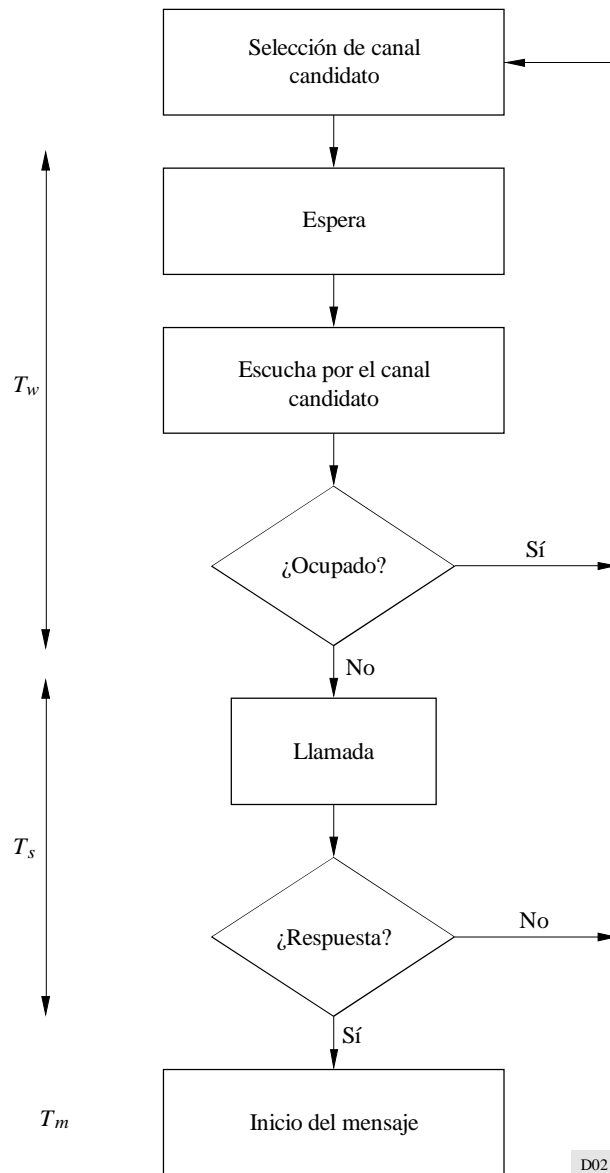 Selección de canal
candidato
Espera
Escucha por el canal
candidato
T_w
¿Ocupado?
Sí
No
Llamada
T_s
¿Respuesta?
No
Sí
T_m
Inicio del mensaje
D02